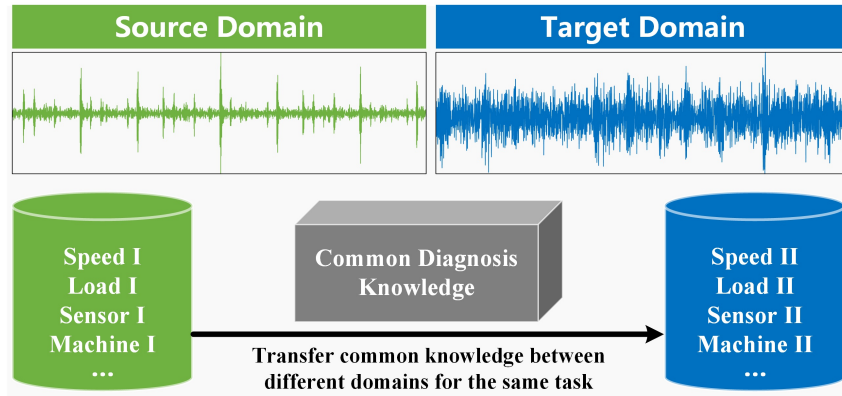 Source Domain
Target Domain
Speed I
Load I
Sensor I
Machine I
...
Common Diagnosis
Knowledge
Speed II
Load II
Sensor II
Machine II
...
Transfer common knowledge between
different domains for the same task